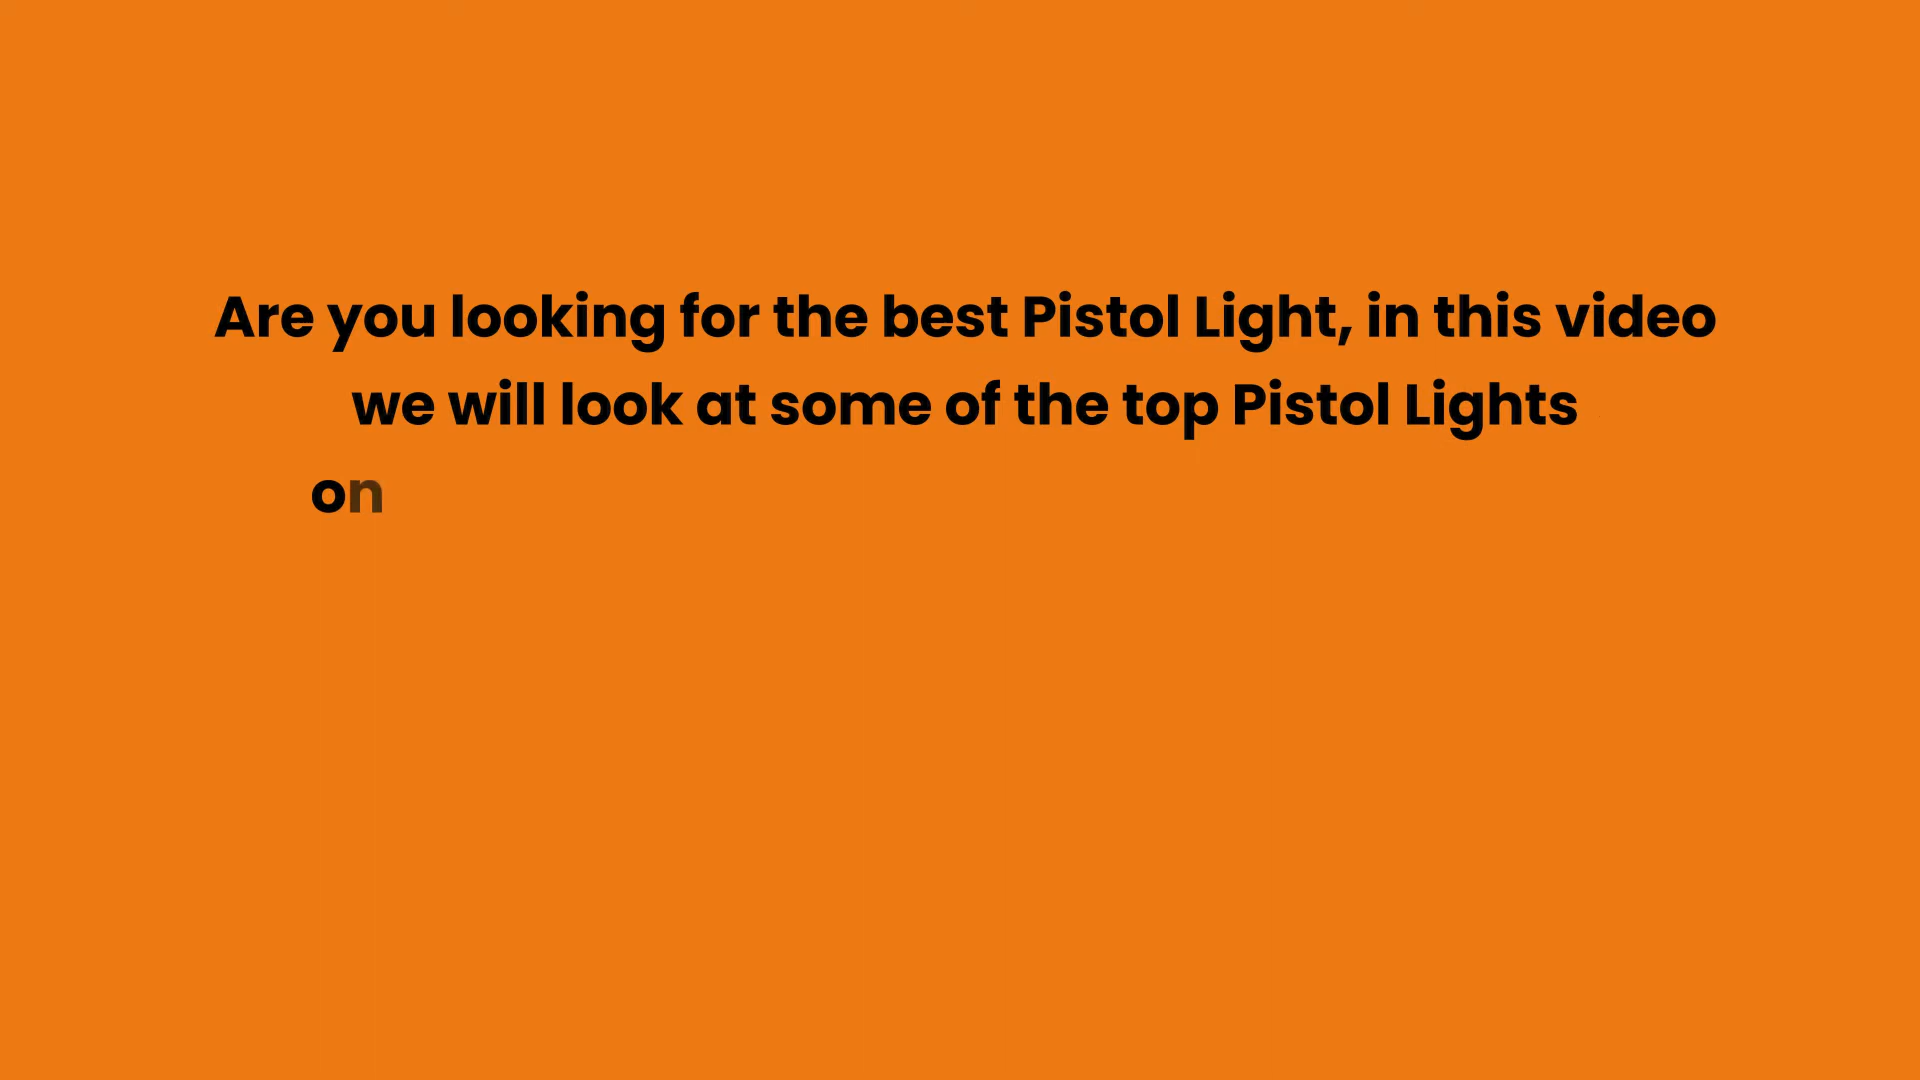 Are you looking for the best Pistol Light, in this video
we will look at some of the top Pistol Lights
on